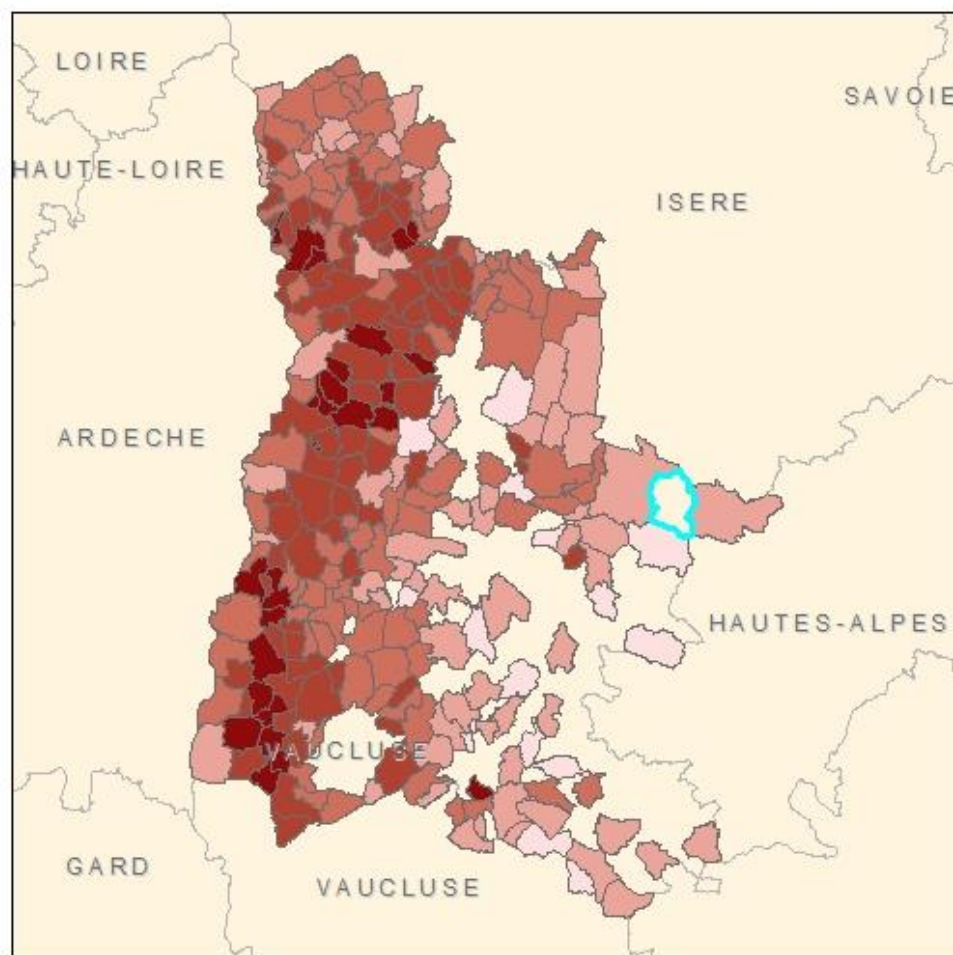 LOIRE
SAVOIE
HAUTE-LOIRE
ISERE
ARDECHE
HAUTES-ALPES
VAUCLUSE
GARD
VAUCLUSE